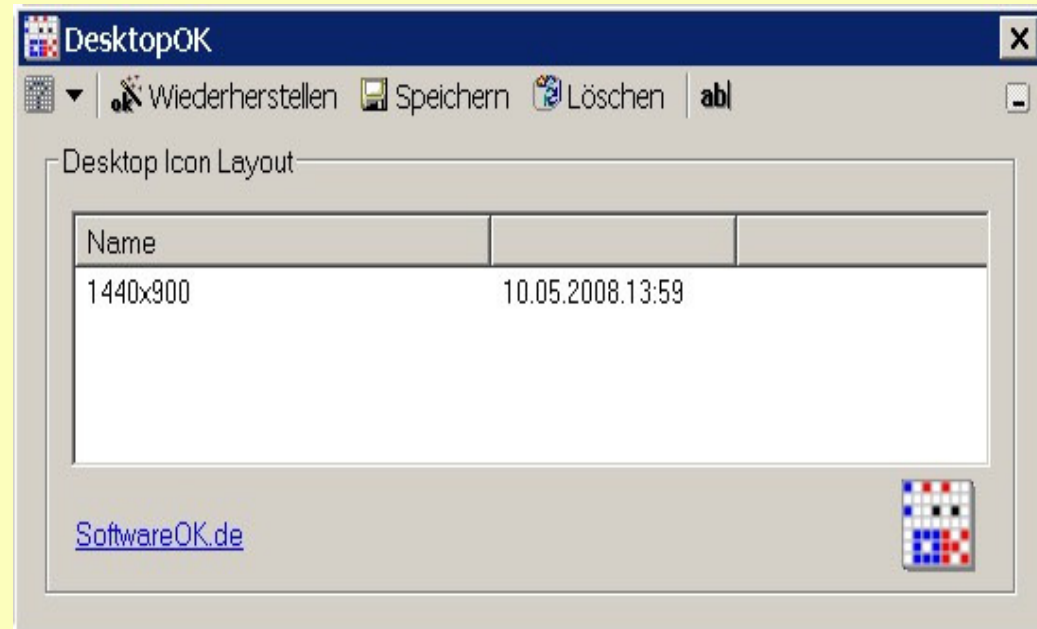 DesktopOK
Wiederherstellen Speichern Löschen ab
Desktop Icon Layout
Name
1440x900 10.05.2008.13:59
SoftwareOK.de